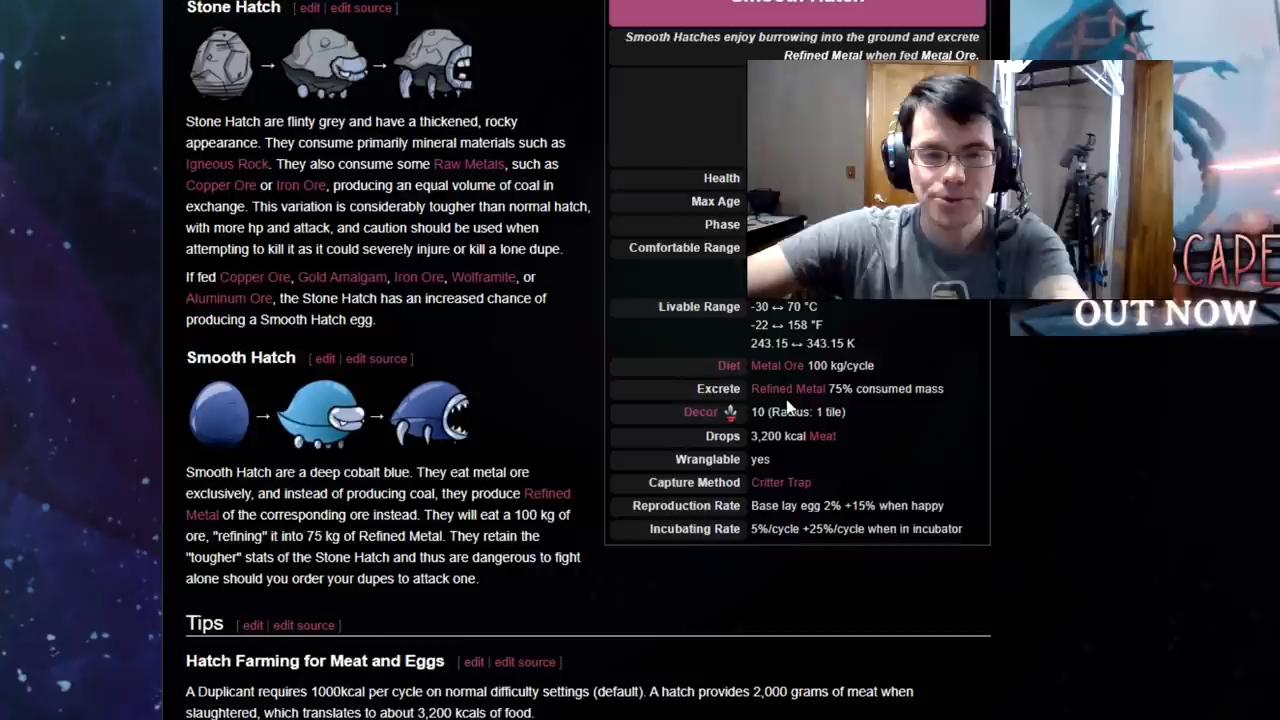 Stone Hatch [ edit | edit source ]
Stone Hatch are flinty grey and have a thickened, rocky
appearance. They consume primarily mineral materials such as
Igneous Rock. They also consume some Raw Metals, such as
Copper Ore or Iron Ore, producing an equal volume of coal in
exchange. This variation is considerably tougher than normal hatch,
with more hp and attack, and caution should be used when
attempting to kill it as it could severely injure or kill a lone dupe.
If fed Copper Ore, Gold Amalgam, Iron Ore, Wolframite, or
Aluminum Ore, the Stone Hatch has an increased chance of
producing a Smooth Hatch egg.
Smooth Hatch [ edit | edit source ]
Smooth Hatch are a deep cobalt blue. They eat metal ore
exclusively, and instead of producing coal, they produce Refined
Metal of the corresponding ore instead. They will eat a 100 kg of
ore, "refining" it into 75 kg of Refined Metal. They retain the
"tougher" stats of the Stone Hatch and thus are dangerous to fight
alone should you order your dupes to attack one.
Smooth Hatches enjoy burrowing into the ground and excrete
Refined Metal when fed Metal Ore.
Health
Max Age
Phase
Comfortable Range
Livable Range -30 ↔ 70 °C
-22 ↔ 158 °F
243.15 ↔ 343.15 K
Diet Metal Ore 100 kg/cycle
Excrete Refined Metal 75% consumed mass
Decor 10 (Radius: 1 tile)
Drops 3,200 kcal Meat
Wranglable yes
Capture Method Critter Trap
Reproduction Rate Base lay egg 2% +15% when happy
Incubating Rate 5%/cycle +25%/cycle when in incubator
Tips [ edit | edit source ]
Hatch Farming for Meat and Eggs [ edit | edit source ]
A Duplicant requires 1000kcal per cycle on normal difficulty settings (default). A hatch provides 2,000 grams of meat when
slaughtered, which translates to about 3,200 kcals of food.
OUT NOW